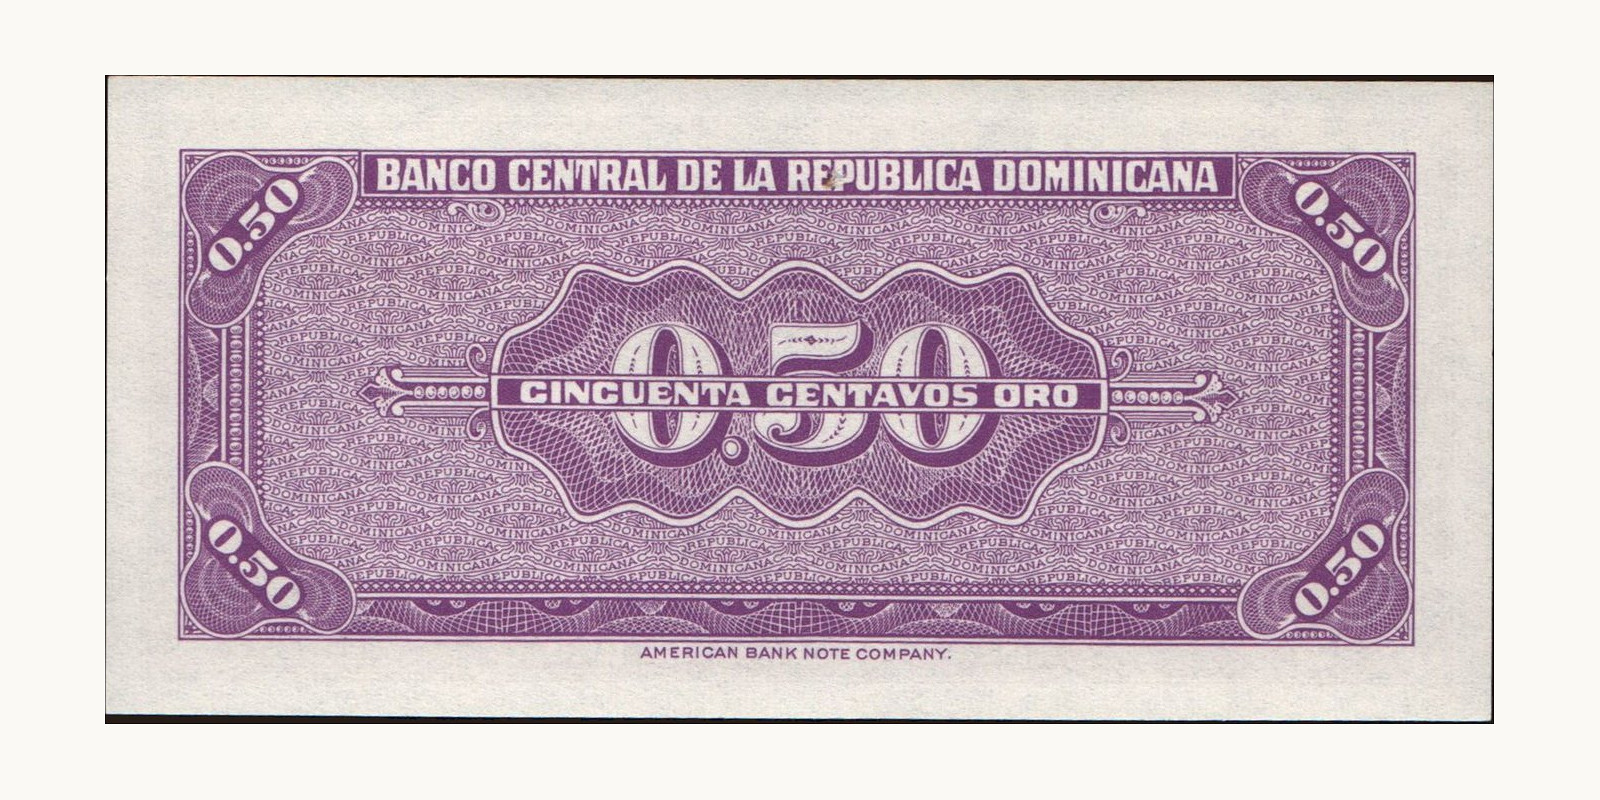 BANCO CENTRAL DE LA REPUBLICA DOMINICANA
0.50
0.50
0.50
CINCUENTA CENTAVOS ORO
0.50
0.50
AMERICAN BANK NOTE COMPANY.